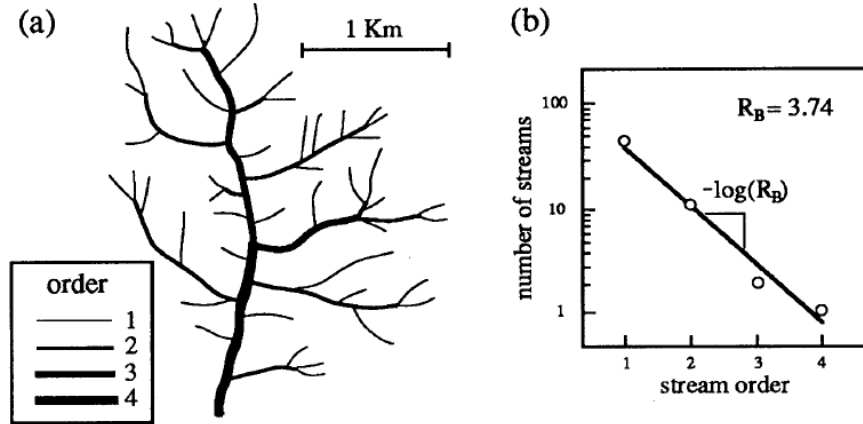 (a)
1 Km
order
1
2
3
4
(b)
number of streams
100
10
1
R_B = 3.74
−log(R_B)
1 2 3 4
stream order